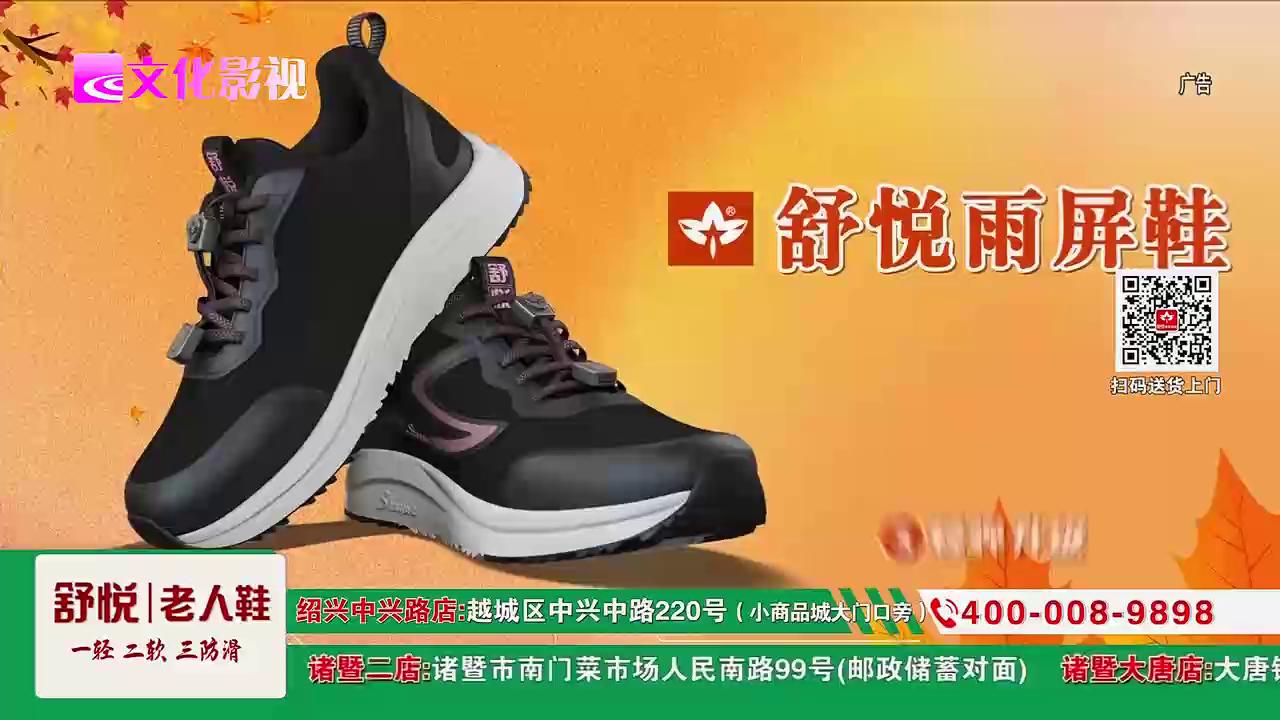 文化影视
广告
舒悦雨屏鞋
扫码送货上门
舒悦
老人鞋
一轻 二软 三防滑
绍兴中兴路店:越城区中兴中路220号(小商品城大门口旁)
400-008-9898
诸暨二店:诸暨市南门菜市场人民南路99号(邮政储蓄对面) 诸暨大唐店:大唐